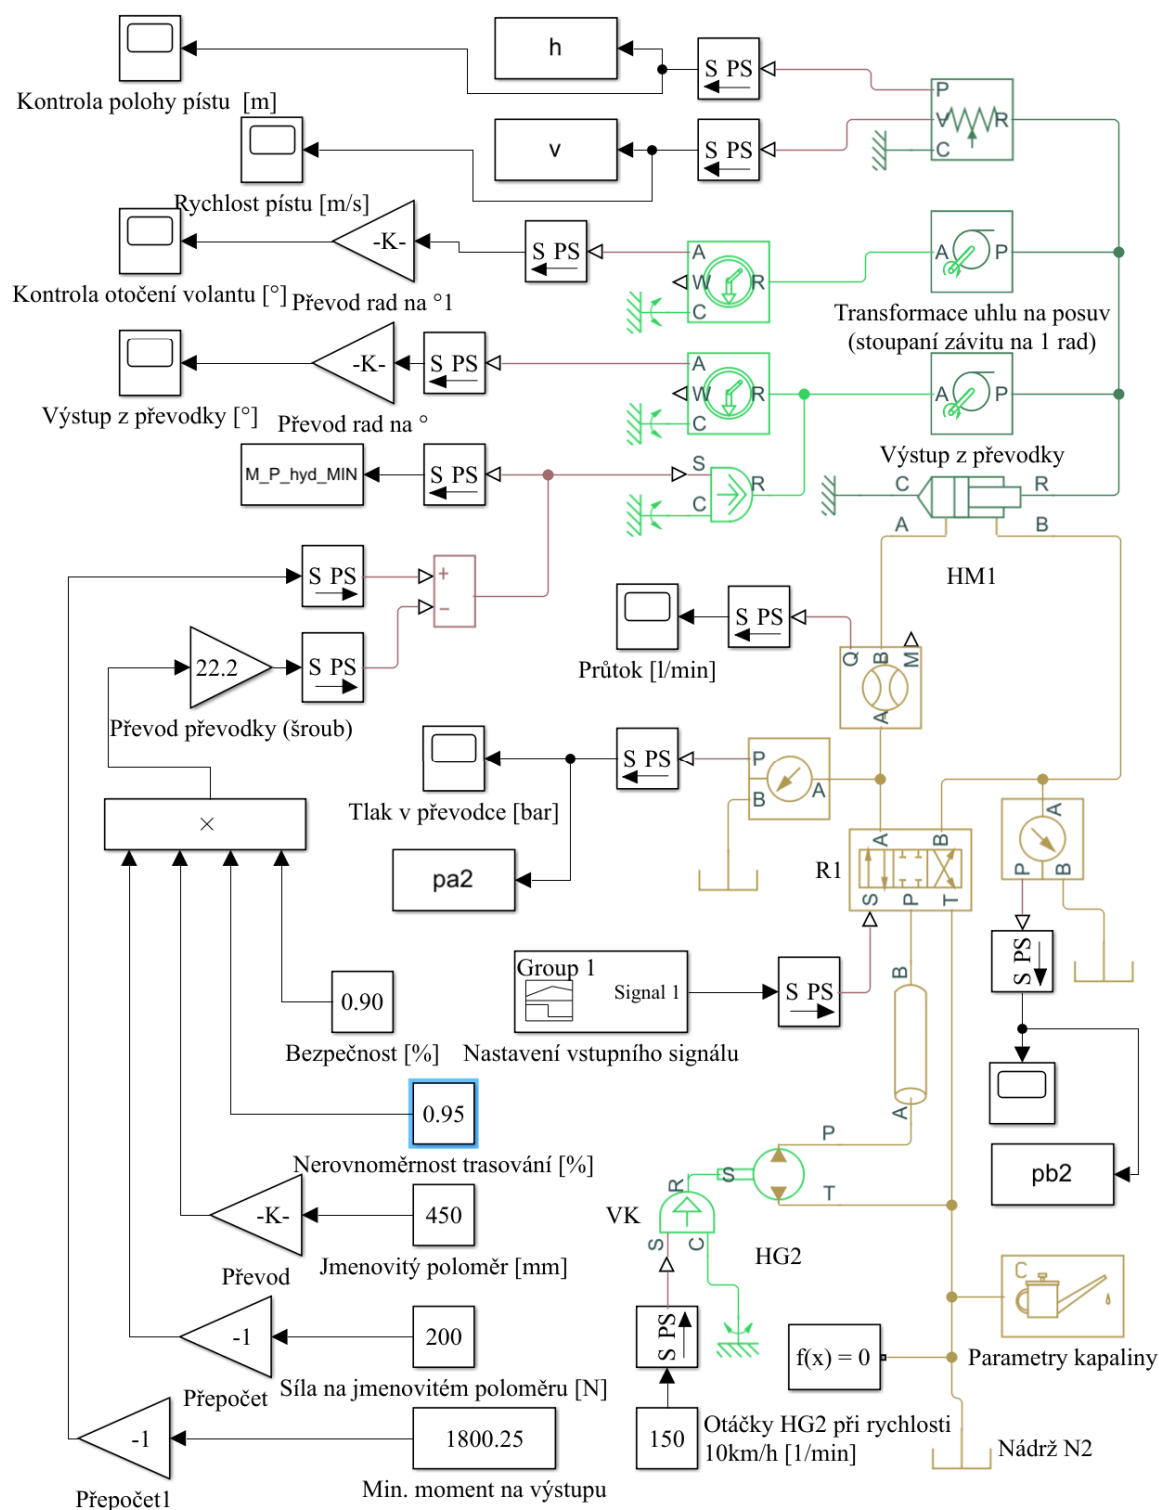 h
S PS
Kontrola polohy pístu [m]
P
V
R
C
v
S PS
Rychlost pístu [m/s]
-K-
S PS
A
W
R
C
A
P
Kontrola otočení volantu [°]
Převod rad na °1
Transformace uhlu na posuv
(stoupaní závitu na 1 rad)
-K-
S PS
A
W
R
C
A
P
Výstup z převodky [°]
Převod rad na °
Výstup z převodky
M_P_hyd_MIN
S PS
S
R
C
C
R
A
B
HM1
S PS
+
-
S PS
Průtok [l/min]
Q
B
M
A
22.2
S PS
Převod převodky (šroub)
S PS
P
B
A
Tlak v převodce [bar]
×
pa2
R1
A
B
S
P
T
A
P
B
S PS
Group 1
Signal 1
S PS
B
Nastavení vstupního signálu
0.90
Bezpečnost [%]
0.95
Nerovnoměrnost trasování [%]
A
P
T
S
pb2
-K-
450
Převod
Jmenovitý poloměr [mm]
VK
R
S
C
HG2
-1
200
Přepočet
Síla na jmenovitém poloměru [N]
S PS
f(x) = 0
C
Parametry kapaliny
-1
1800.25
Přepočet1
Min. moment na výstupu
150
Otáčky HG2 při rychlosti
10km/h [1/min]
Nádrž N2